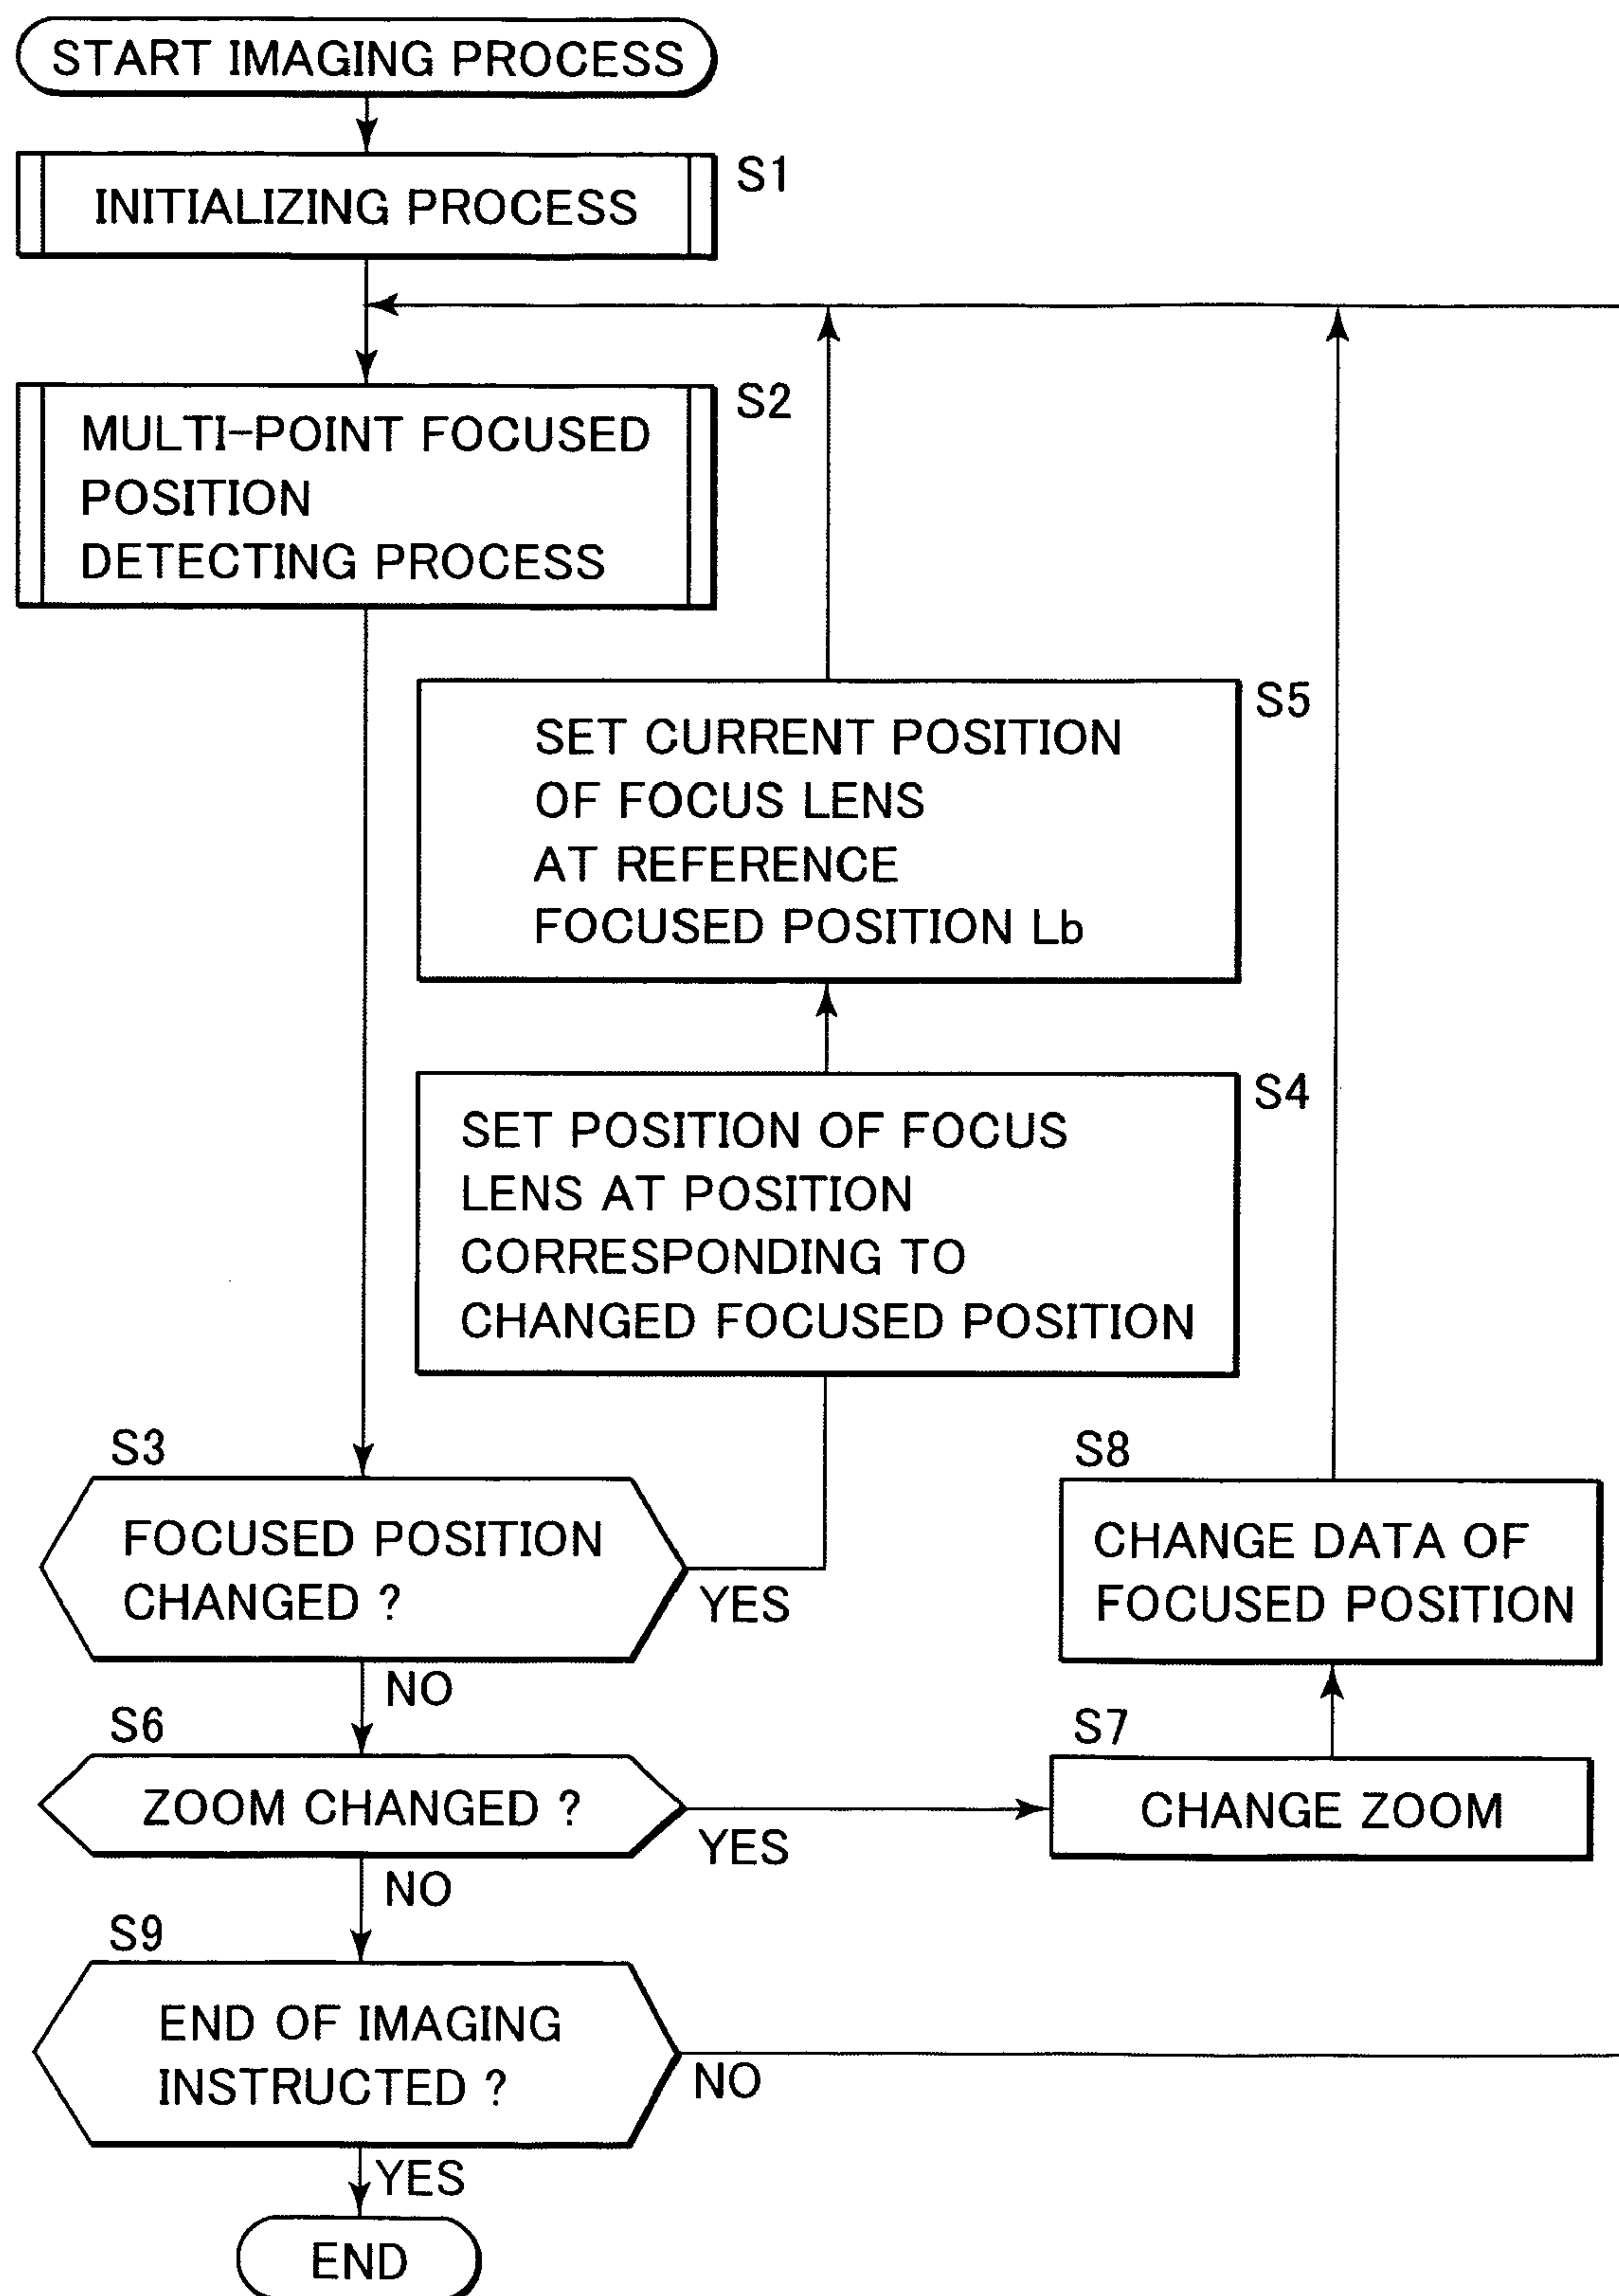 START IMAGING PROCESS
S1
INITIALIZING PROCESS
S2
MULTI-POINT FOCUSED
POSITION
DETECTING PROCESS
S5
SET CURRENT POSITION
OF FOCUS LENS
AT REFERENCE
FOCUSED POSITION Lb
S4
SET POSITION OF FOCUS
LENS AT POSITION
CORRESPONDING TO
CHANGED FOCUSED POSITION
S3
FOCUSED POSITION
CHANGED ?
YES
NO
S8
CHANGE DATA OF
FOCUSED POSITION
S6
ZOOM CHANGED ?
YES
NO
S7
CHANGE ZOOM
S9
END OF IMAGING
INSTRUCTED ?
NO
YES
END